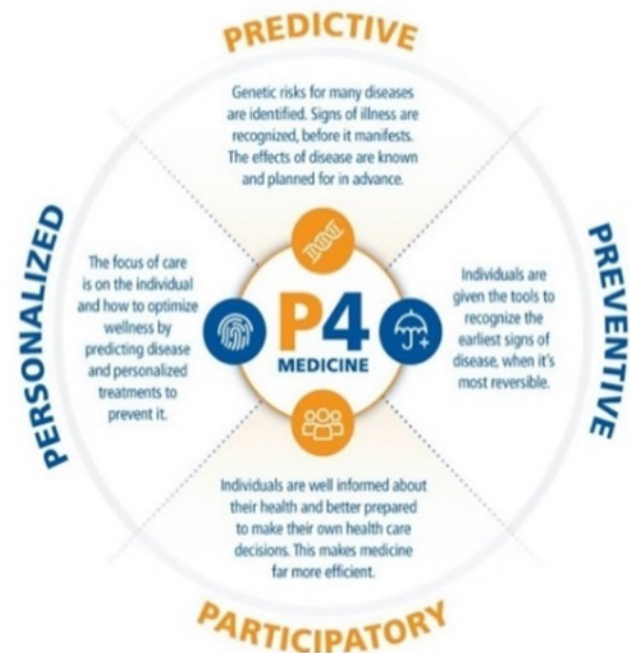 PREDICTIVE
Genetic risks for many diseases
are identified. Signs of illness are
recognized, before it manifests.
The effects of disease are known
and planned for in advance.
PERSONALIZED
The focus of care
is on the individual
and how to optimize
wellness by
predicting disease
and personalized
treatments to
prevent it.
P4
MEDICINE
PREVENTIVE
Individuals are
given the tools to
recognize the
earliest signs of
disease, when it's
most reversible.
Individuals are well informed about
their health and better prepared
to make their own health care
decisions. This makes medicine
far more efficient.
PARTICIPATORY